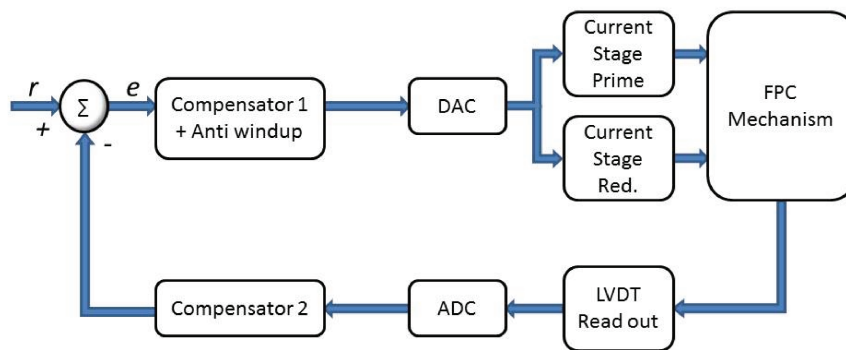 r
+
Σ
-
e
Compensator 1
+ Anti windup
DAC
Current
Stage
Prime
Current
Stage
Red.
FPC
Mechanism
Compensator 2
ADC
LVDT
Read out